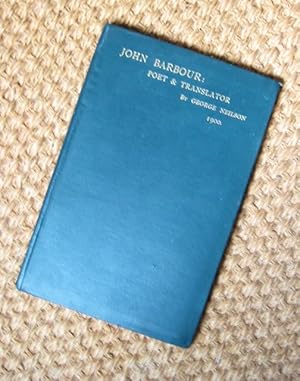 JOHN BARBOUR:
POET & TRANSLATOR
BY GEORGE NEILSON
1900.